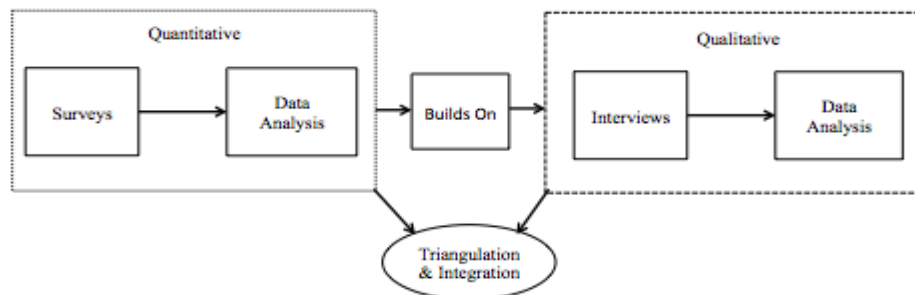 Quantitative
Surveys
Data
Analysis
Builds On
Qualitative
Interviews
Data
Analysis
Triangulation
& Integration